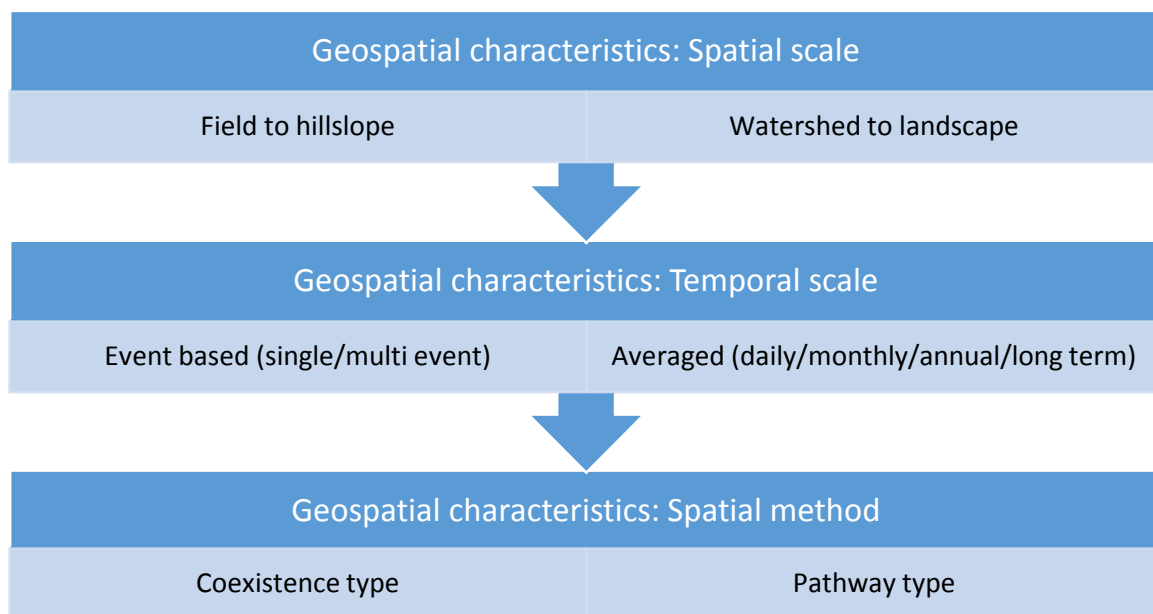 Geospatial characteristics: Spatial scale
Field to hillslope
Watershed to landscape
Geospatial characteristics: Temporal scale
Event based (single/multi event)
Averaged (daily/monthly/annual/long term)
Geospatial characteristics: Spatial method
Coexistence type
Pathway type